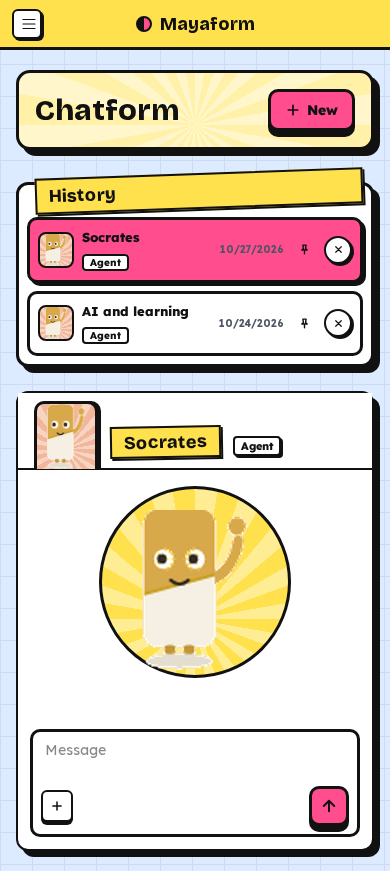 Mayaform
Chatform
New
History
Socrates
10/27/2026
Agent
AI and learning
10/24/2026
Agent
Socrates
Agent
Message